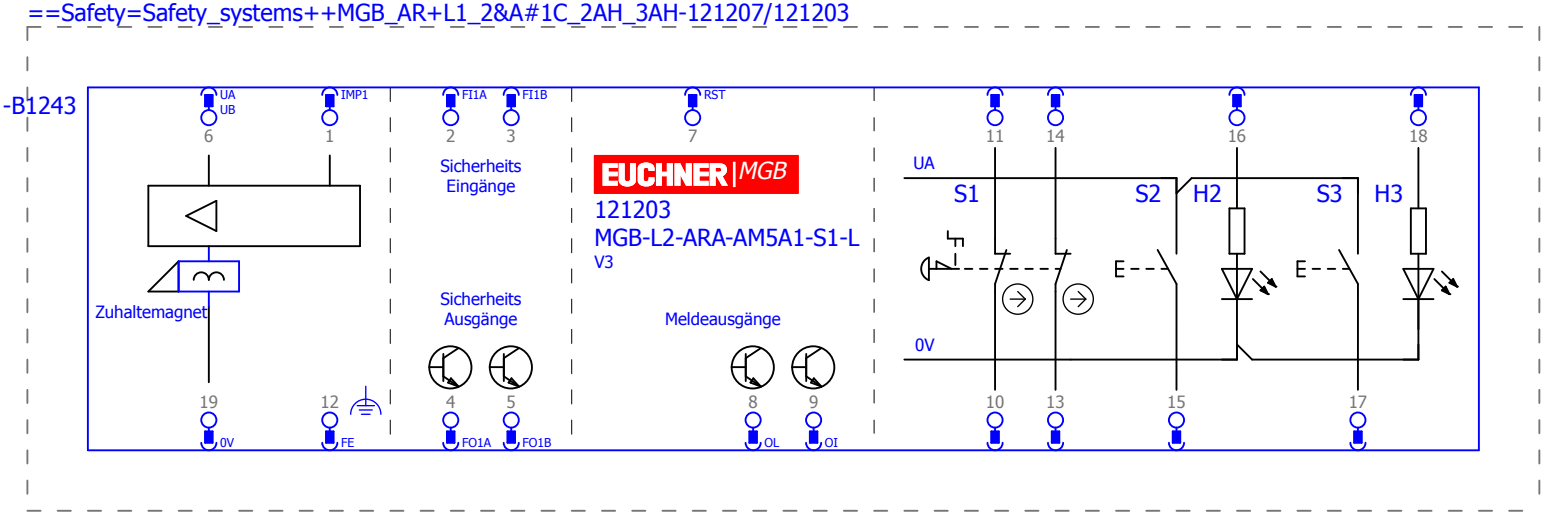 ==Safety=Safety_systems++MGB_AR+L1_2&A#1C_2AH_3AH-121207/121203
-B1243
UA
UB
IMP1
FI1A
FI1B
RST
6
1
2
3
7
11
14
16
18
Sicherheits
Eingänge
EUCHNER|MGB
121203
MGB-L2-ARA-AM5A1-S1-L
V3
UA
S1
S2
H2
S3
H3
Zuhaltemagnet
Sicherheits
Ausgänge
Meldeausgänge
0V
19
12
4
5
8
9
10
13
15
17
0V
FE
FO1A
FO1B
OL
OI